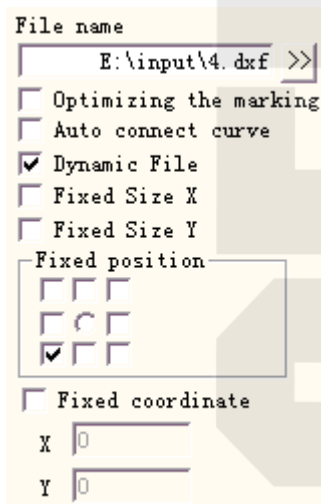 File name
E:\input\4.dxf >>
Optimizing the marking
Auto connect curve
Dynamic File
Fixed Size X
Fixed Size Y
Fixed position
Fixed coordinate
X 0
Y 0